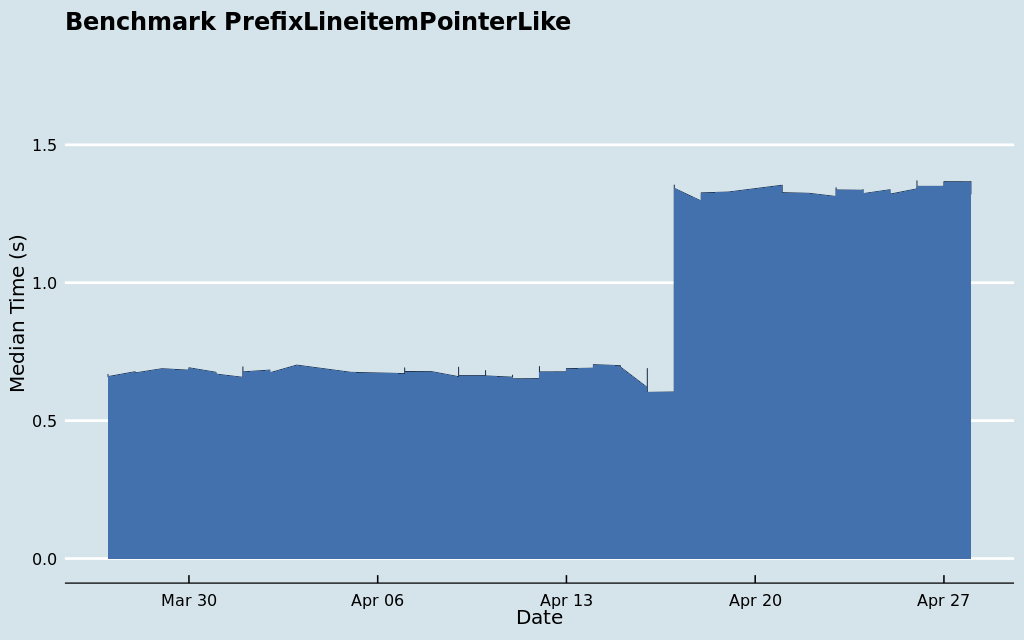 Benchmark PrefixLineitemPointerLike
Median Time (s)
1.5
1.0
0.5
0.0
Mar 30
Apr 06
Apr 13
Apr 20
Apr 27
Date